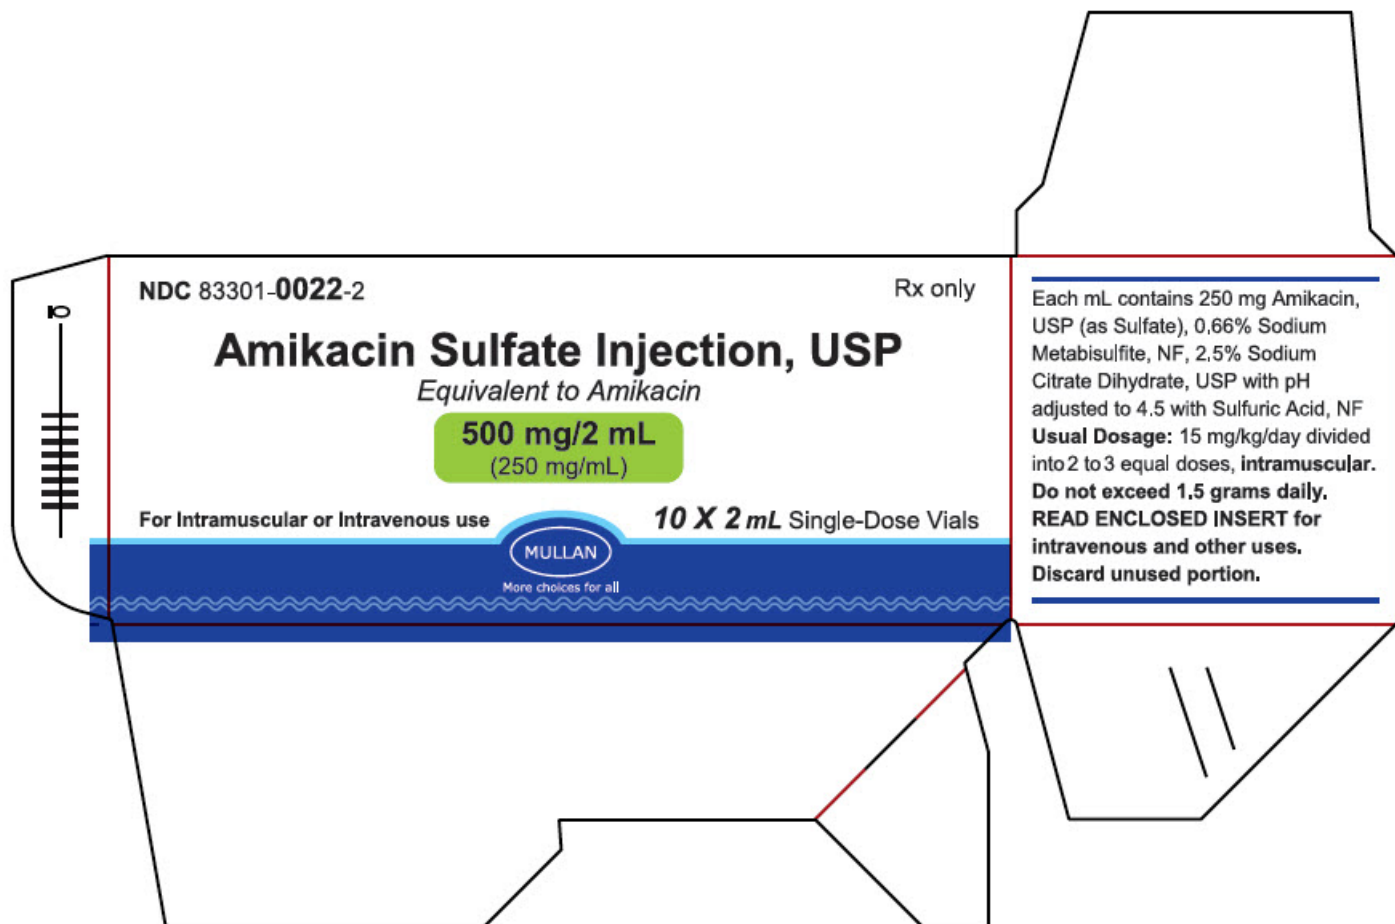 NDC 83301-0022-2
Rx only
Amikacin Sulfate Injection, USP
Equivalent to Amikacin
500 mg/2 mL
(250 mg/mL)
For Intramuscular or Intravenous use
10 X 2 mL Single-Dose Vials
MULLAN
More choices for all
Each mL contains 250 mg Amikacin,
USP (as Sulfate), 0.66% Sodium
Metabisulfite, NF, 2.5% Sodium
Citrate Dihydrate, USP with pH
adjusted to 4.5 with Sulfuric Acid, NF
Usual Dosage: 15 mg/kg/day divided
into 2 to 3 equal doses, intramuscular.
Do not exceed 1.5 grams daily.
READ ENCLOSED INSERT for
intravenous and other uses.
Discard unused portion.